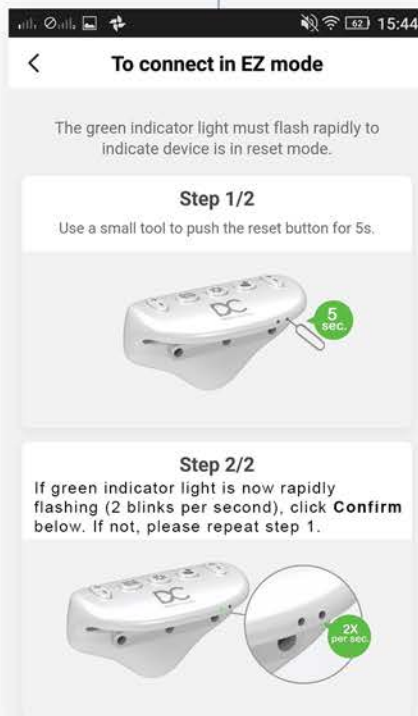 62 15:44
To connect in EZ mode
The green indicator light must flash rapidly to
indicate device is in reset mode.
Step 1/2
Use a small tool to push the reset button for 5s.
DC
5
sec.
Step 2/2
If green indicator light is now rapidly
flashing (2 blinks per second), click Confirm
below. If not, please repeat step 1.
DC
2X
per sec.